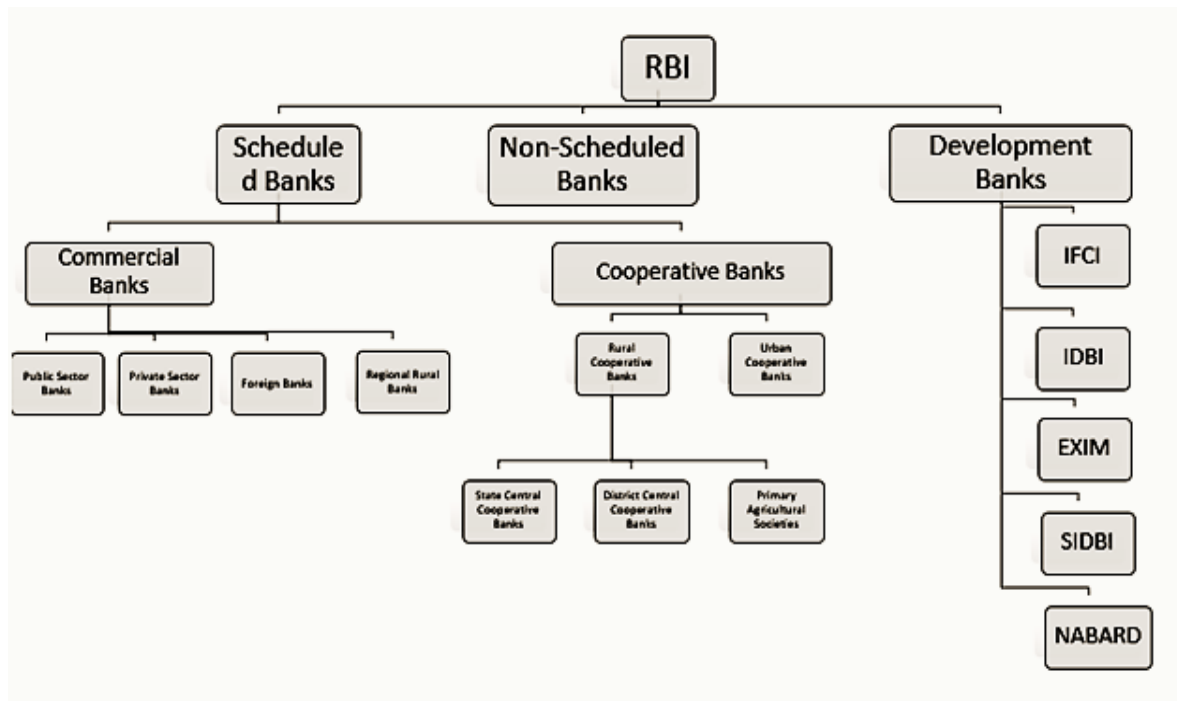 RBI
Schedule
d Banks
Non-Scheduled
Banks
Development
Banks
Commercial
Banks
Cooperative Banks
IFCI
Public Sector
Banks
Private Sector
Banks
Foreign Banks
Regional Rural
Banks
Rural
Cooperative
Banks
Urban
Cooperative
Banks
IDBI
EXIM
State Central
Cooperative
Banks
District Central
Cooperative
Banks
Primary
Agricultural
Societies
SIDBI
NABARD